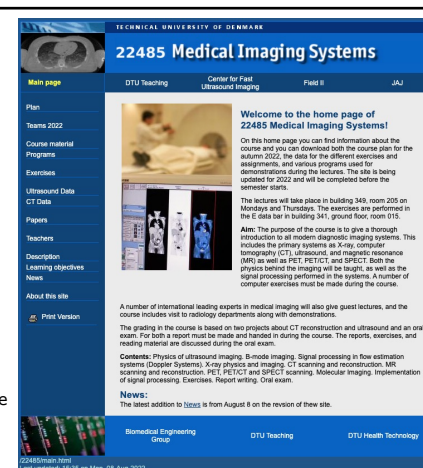 TECHNICAL UNIVERSITY OF DENMARK
22485 Medical Imaging Systems
Main page
DTU Teaching
Center for Fast
Ultrasound Imaging
Field II
JAJ
Plan
Teams 2022
Course material
Programs
Exercises
Ultrasound Data
CT Data
Papers
Teachers
Description
Learning objectives
News
About this site
Print Version
Welcome to the home page of
22485 Medical Imaging Systems!
On this home page you can find information about the
course and you can download both the course plan for the
autumn 2022, the data for the different exercises and
assignments, and various programs used for
demonstrations during the lectures. The site is being
updated for 2022 and will be completed before the
semester starts.
The lectures will take place in building 349, room 205 on
Mondays and Thursdays. The exercises are performed in
the E data bar in building 341, ground floor, room 015.
Aim: The purpose of the course is to give a thorough
introduction to all modern diagnostic imaging systems. This
includes the primary systems as X-ray, computer
tomography (CT), ultrasound, and magnetic resonance
(MR) as well as PET, PET/CT, and SPECT. Both the
physics behind the imaging will be taught, as well as the
signal processing performed in the systems. A number of
computer exercises must be made during the course.
A number of international leading experts in medical imaging will also give guest lectures, and the
course includes visit to radiology departments along with demonstrations.
The grading in the course is based on two projects about CT reconstruction and ultrasound and an oral
exam. For both a report must be made and handed in during the course. The reports, exercises, and
reading material are discussed during the oral exam.
Contents: Physics of ultrasound imaging. B-mode imaging. Signal processing in flow estimation
systems (Doppler Systems). X-ray physics and imaging. CT scanning and reconstruction. MR
scanning and reconstruction. PET, PET/CT and SPECT scanning. Molecular Imaging. Implementation
of signal processing. Exercises. Report writing. Oral exam.
News:
The latest addition to News is from August 8 on the revsion of thew site.
e
Biomedical Engineering
Group
DTU Teaching
DTU Health Technology
/22485/main.html
Last updated: 15:35 on Mon, 08-Aug-2022